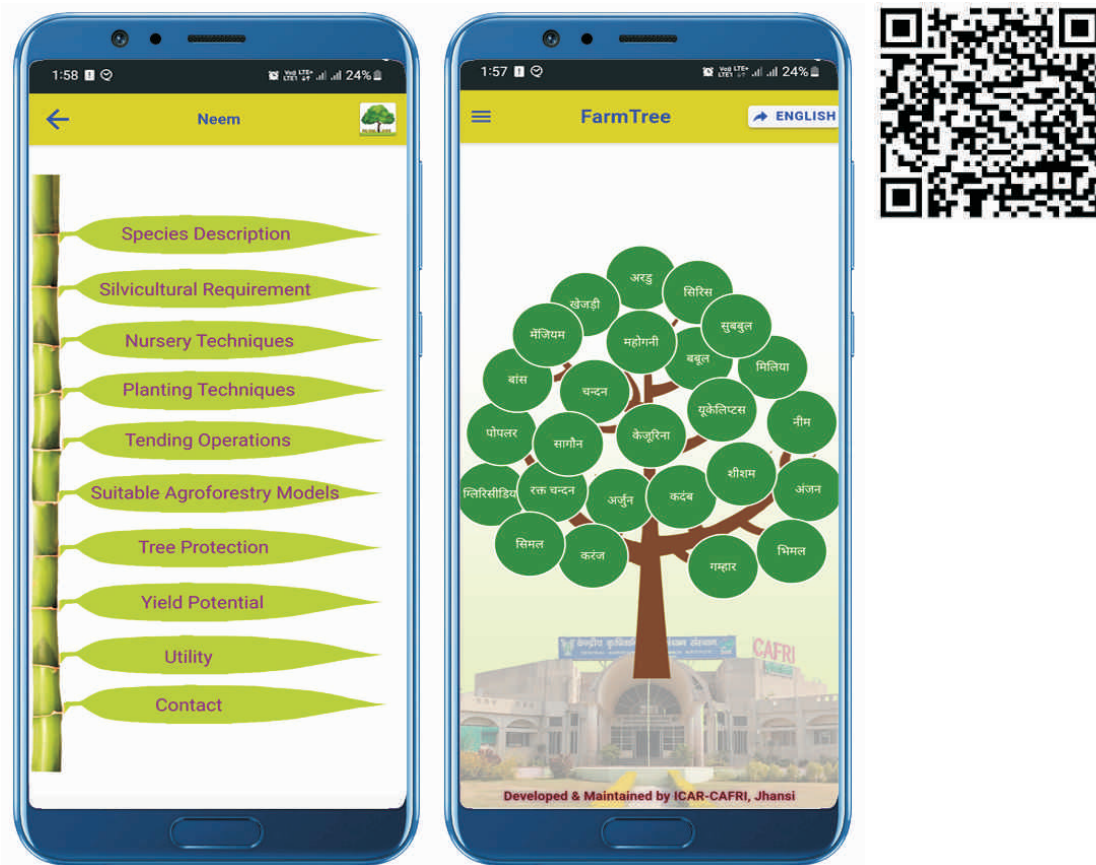 1:58
24%
Neem
Species Description
Silvicultural Requirement
Nursery Techniques
Planting Techniques
Tending Operations
Suitable Agroforestry Models
Tree Protection
Yield Potential
Utility
Contact
1:57
24%
FarmTree
ENGLISH
अरडु
खेजड़ी
सिरिस
मेंजियम
महोगनी
सुबबुल
बबूल
मिलिया
बांस
चन्दन
यूकेलिप्टस
नीम
पोपलर
सागौन
केजूरिना
शीशम
ग्लिरिसीडिय
रक्त चन्दन
अर्जुन
कदंब
अंजन
सिमल
करंज
गम्हार
भिमल
CAFRI
Developed & Maintained by ICAR-CAFRI, Jhansi